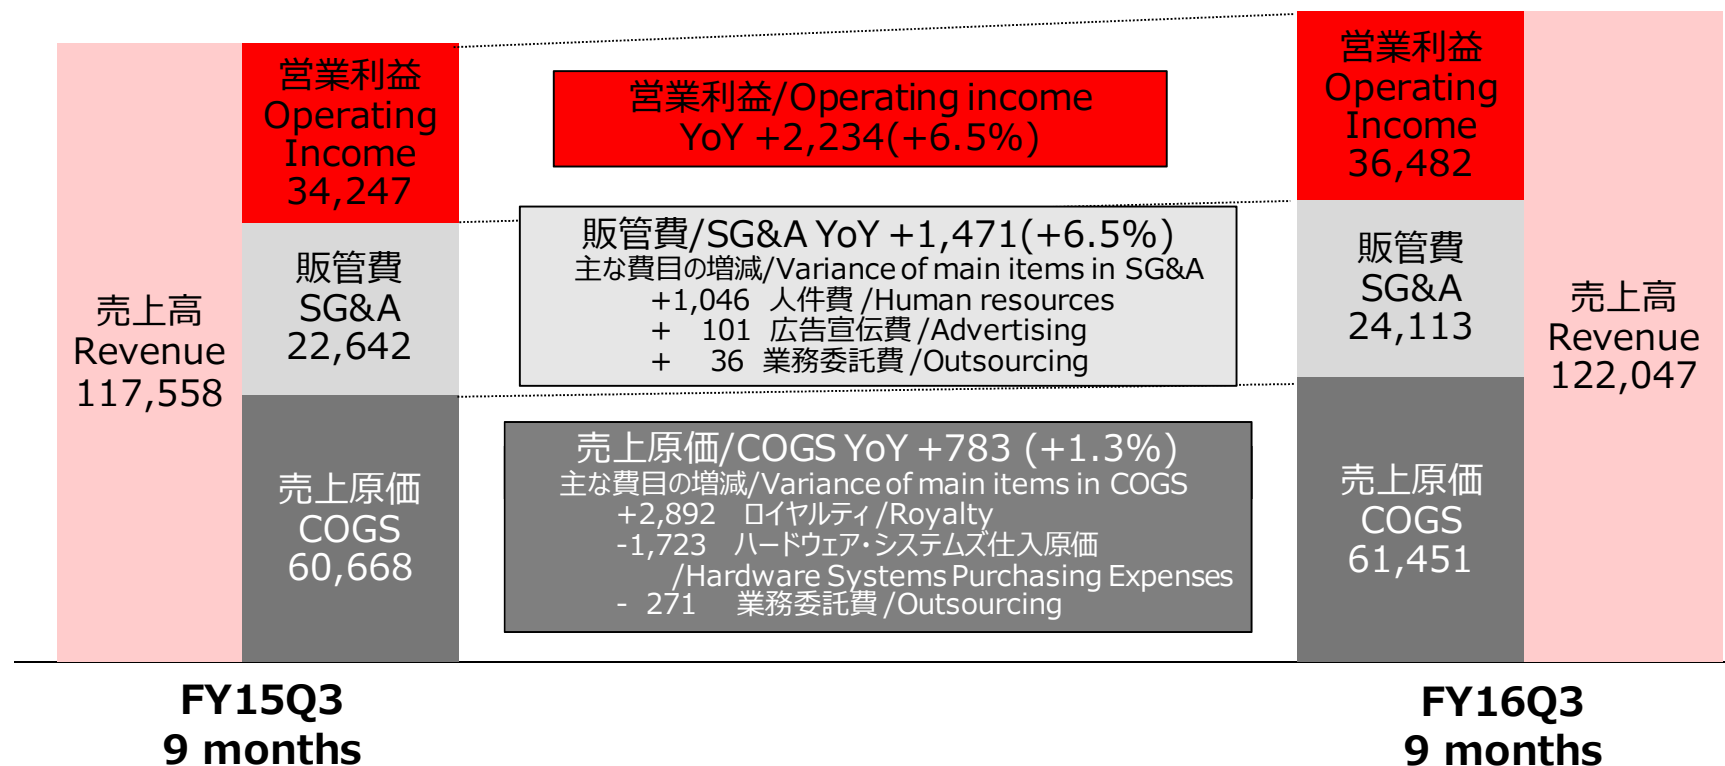 売上高
Revenue
117,558
営業利益
Operating
Income
34,247
販管費
SG&A
22,642
売上原価
COGS
60,668
営業利益/Operating income
YoY +2,234(+6.5%)
販管費/SG&A YoY +1,471(+6.5%)
主な費目の増減/Variance of main items in SG&A
+1,046 人件費/Human resources
+ 101 広告宣伝費/Advertising
+ 36 業務委託費/Outsourcing
売上原価/COGS YoY +783 (+1.3%)
主な費目の増減/Variance of main items in COGS
+2,892 ロイヤルティ/Royalty
-1,723 ハードウェア・システムズ仕入原価
/Hardware Systems Purchasing Expenses
- 271 業務委託費/Outsourcing
営業利益
Operating
Income
36,482
販管費
SG&A
24,113
売上原価
COGS
61,451
売上高
Revenue
122,047
FY15Q3
9 months
FY16Q3
9 months